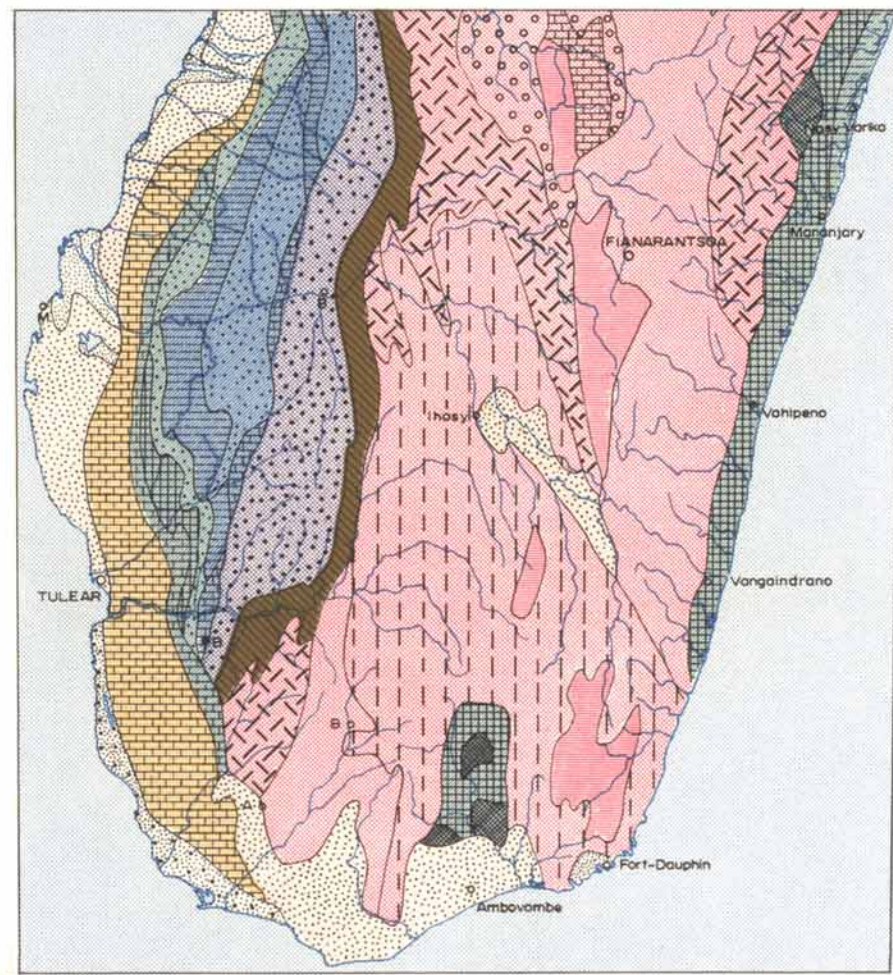 Nosy Varika
Mananjary
FIANARANTSOA
M
B
Ihosy
Vohipeno
TULEAR
Vangaindrano
B
B
A
Fort-Dauphin
Ambovombe